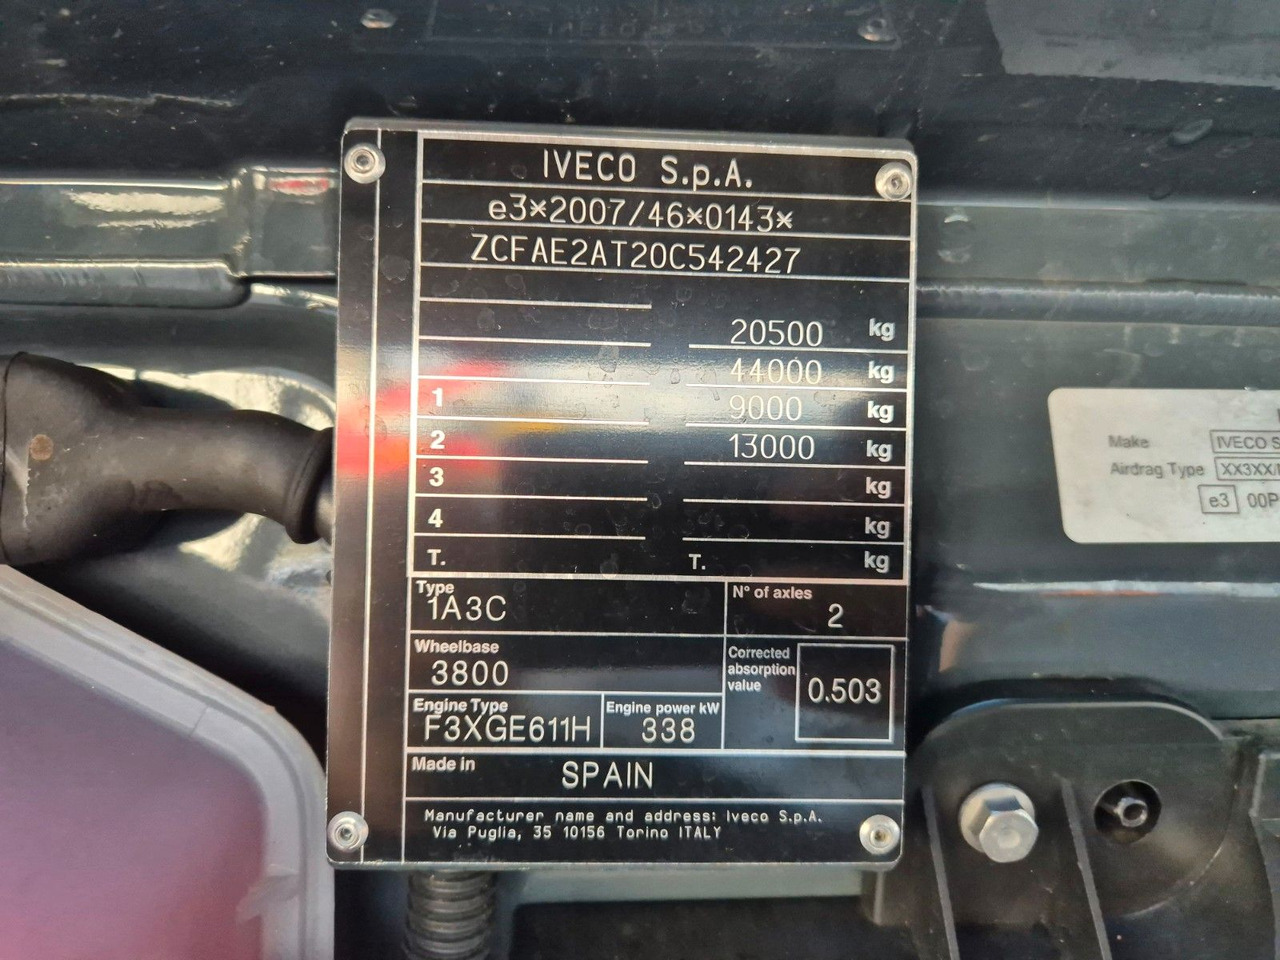 IVECO S.p.A.
e3*2007/46*0143*
ZCFAE2AT20C542427
20500 kg
44000 kg
1 9000 kg
2 13000 kg
3 kg
4 kg
T. T. kg
Type
1A3C
N° of axles
2
Wheelbase
3800
Corrected
absorption
value
0.503
Engine Type
F3XGE611H
Engine power kW
338
Made in SPAIN
Manufacturer name and address: Iveco S.p.A.
Via Puglia, 35 10156 Torino ITALY
Make IVECO S
Airdrag Type XX3XX/
e3 00P